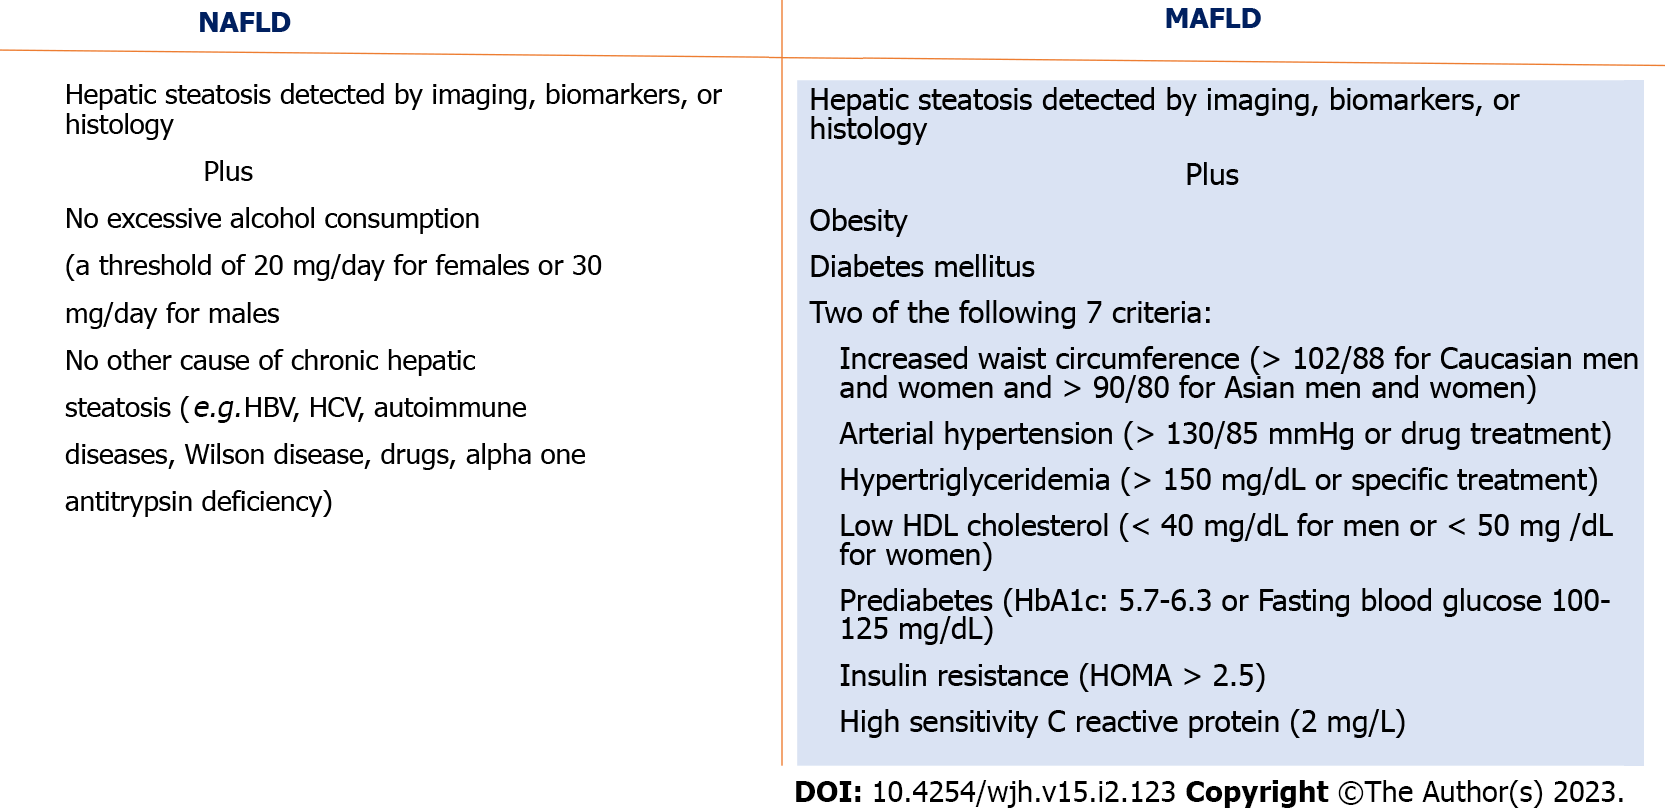 NAFLD
Hepatic steatosis detected by imaging, biomarkers, or
histology
Plus
No excessive alcohol consumption
(a threshold of 20 mg/day for females or 30
mg/day for males
No other cause of chronic hepatic
steatosis (e.g.HBV, HCV, autoimmune
diseases, Wilson disease, drugs, alpha one
antitrypsin deficiency)
MAFLD
Hepatic steatosis detected by imaging, biomarkers, or
histology
Plus
Obesity
Diabetes mellitus
Two of the following 7 criteria:
Increased waist circumference (> 102/88 for Caucasian men
and women and > 90/80 for Asian men and women)
Arterial hypertension (> 130/85 mmHg or drug treatment)
Hypertriglyceridemia (> 150 mg/dL or specific treatment)
Low HDL cholesterol (< 40 mg/dL for men or < 50 mg /dL
for women)
Prediabetes (HbA1c: 5.7-6.3 or Fasting blood glucose 100-
125 mg/dL)
Insulin resistance (HOMA > 2.5)
High sensitivity C reactive protein (2 mg/L)
DOI: 10.4254/wjh.v15.i2.123 Copyright ©The Author(s) 2023.